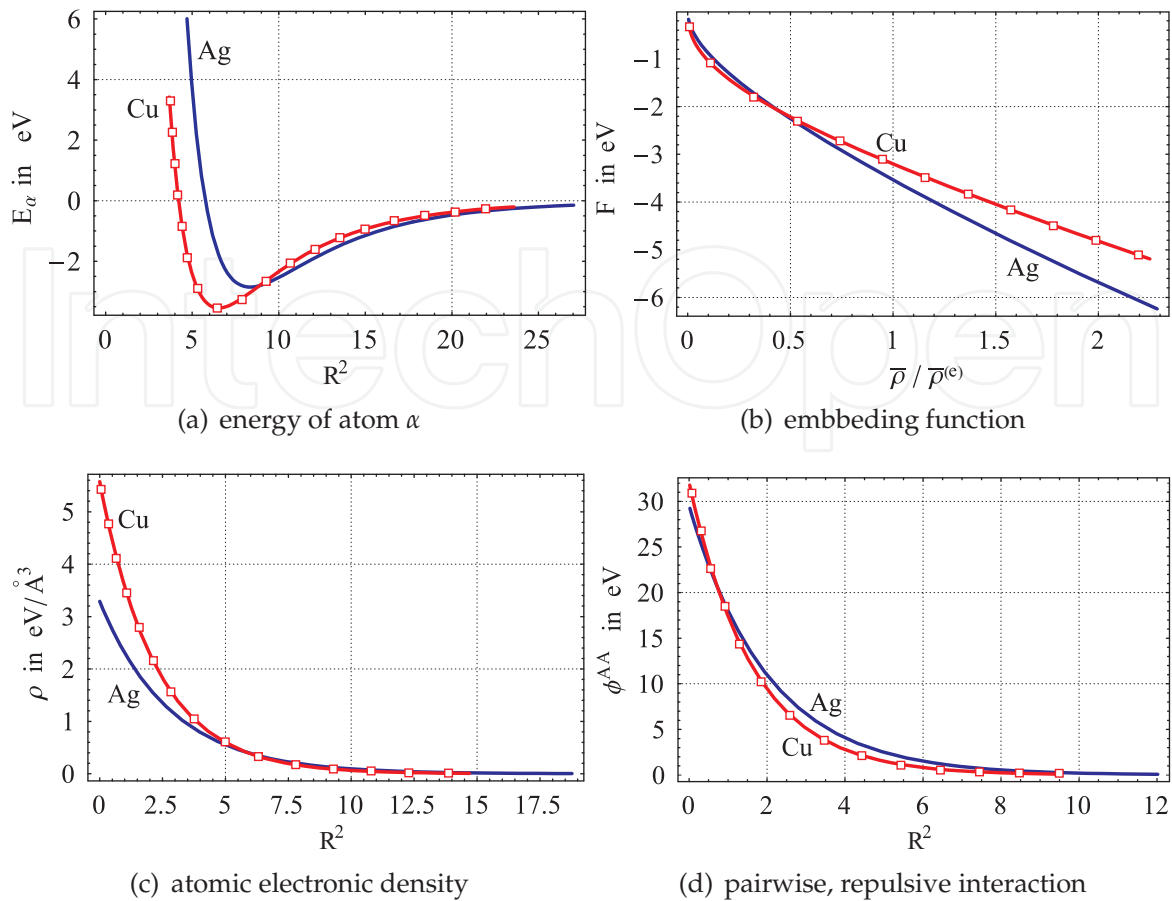 6
4
2
0
−2
E_α in eV
Ag
Cu
0 5 10 15 20 25
R²
(a) energy of atom α
−1
−2
−3
−4
−5
−6
F in eV
Cu
Ag
0 0.5 1 1.5 2
ρ̅ / ρ̅⁽ᵉ⁾
(b) embbeding function
5
4
3
2
1
0
ρ in eV/Å³
Cu
Ag
0 2.5 5 7.5 10 12.5 15 17.5
R²
(c) atomic electronic density
30
25
20
15
10
5
0
ϕᴬᴬ in eV
Ag
Cu
0 2 4 6 8 10 12
R²
(d) pairwise, repulsive interaction
IntechOpen